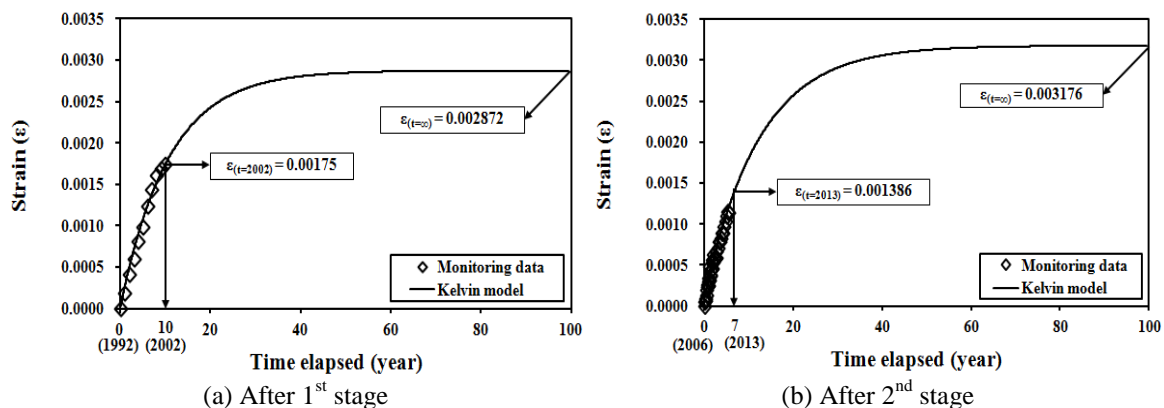 0.0035
0.0030
0.0025
0.0020
0.0015
0.0010
0.0005
0.0000
Strain (ε)
ε(t=∞) = 0.002872
ε(t=2002) = 0.00175
Monitoring data
Kelvin model
0 10 20 40 60 80 100
(1992) (2002)
Time elapsed (year)
(a) After 1st stage
0.0035
0.0030
0.0025
0.0020
0.0015
0.0010
0.0005
0.0000
Strain (ε)
ε(t=∞) = 0.003176
ε(t=2013) = 0.001386
Monitoring data
Kelvin model
0 7 20 40 60 80 100
(2006) (2013)
Time elapsed (year)
(b) After 2nd stage